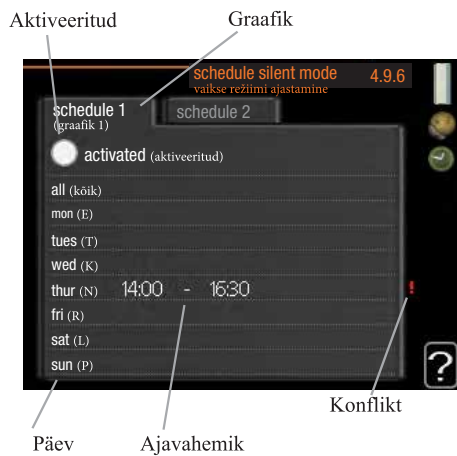 Aktiveeritud
Graafik
schedule silent mode 4.9.6
vaikse režiimi ajastamine
schedule 1
(graafik 1)
schedule 2
activated (aktiveeritud)
all (kõik)
mon (E)
tues (T)
wed (K)
thur (N) 14:00 - 16:30 !
fri (R)
sat (L)
sun (P)
?
Konflikt
Päev
Ajavahemik